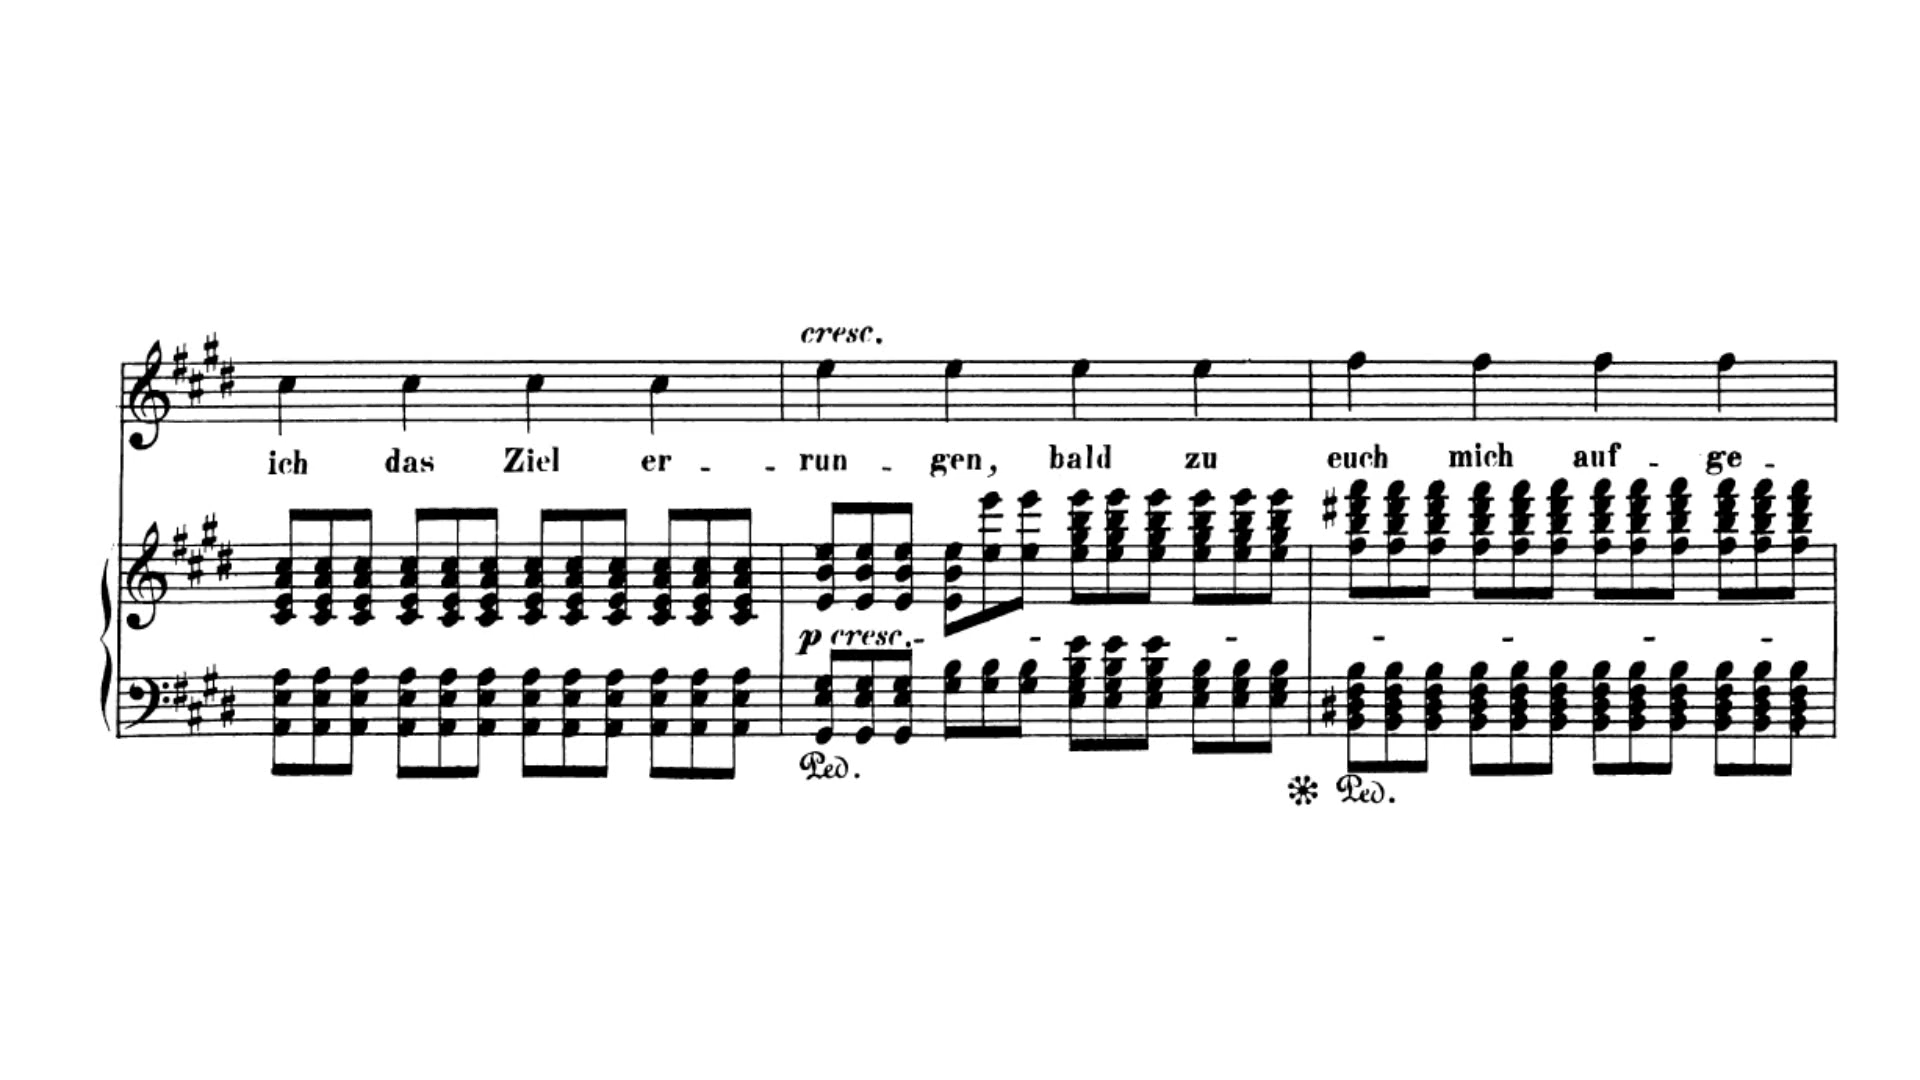 cresc.
ich das Ziel er - - run - gen, bald zu euch mich auf - ge -
p cresc. - - - - - - -
Ped.
Ped.